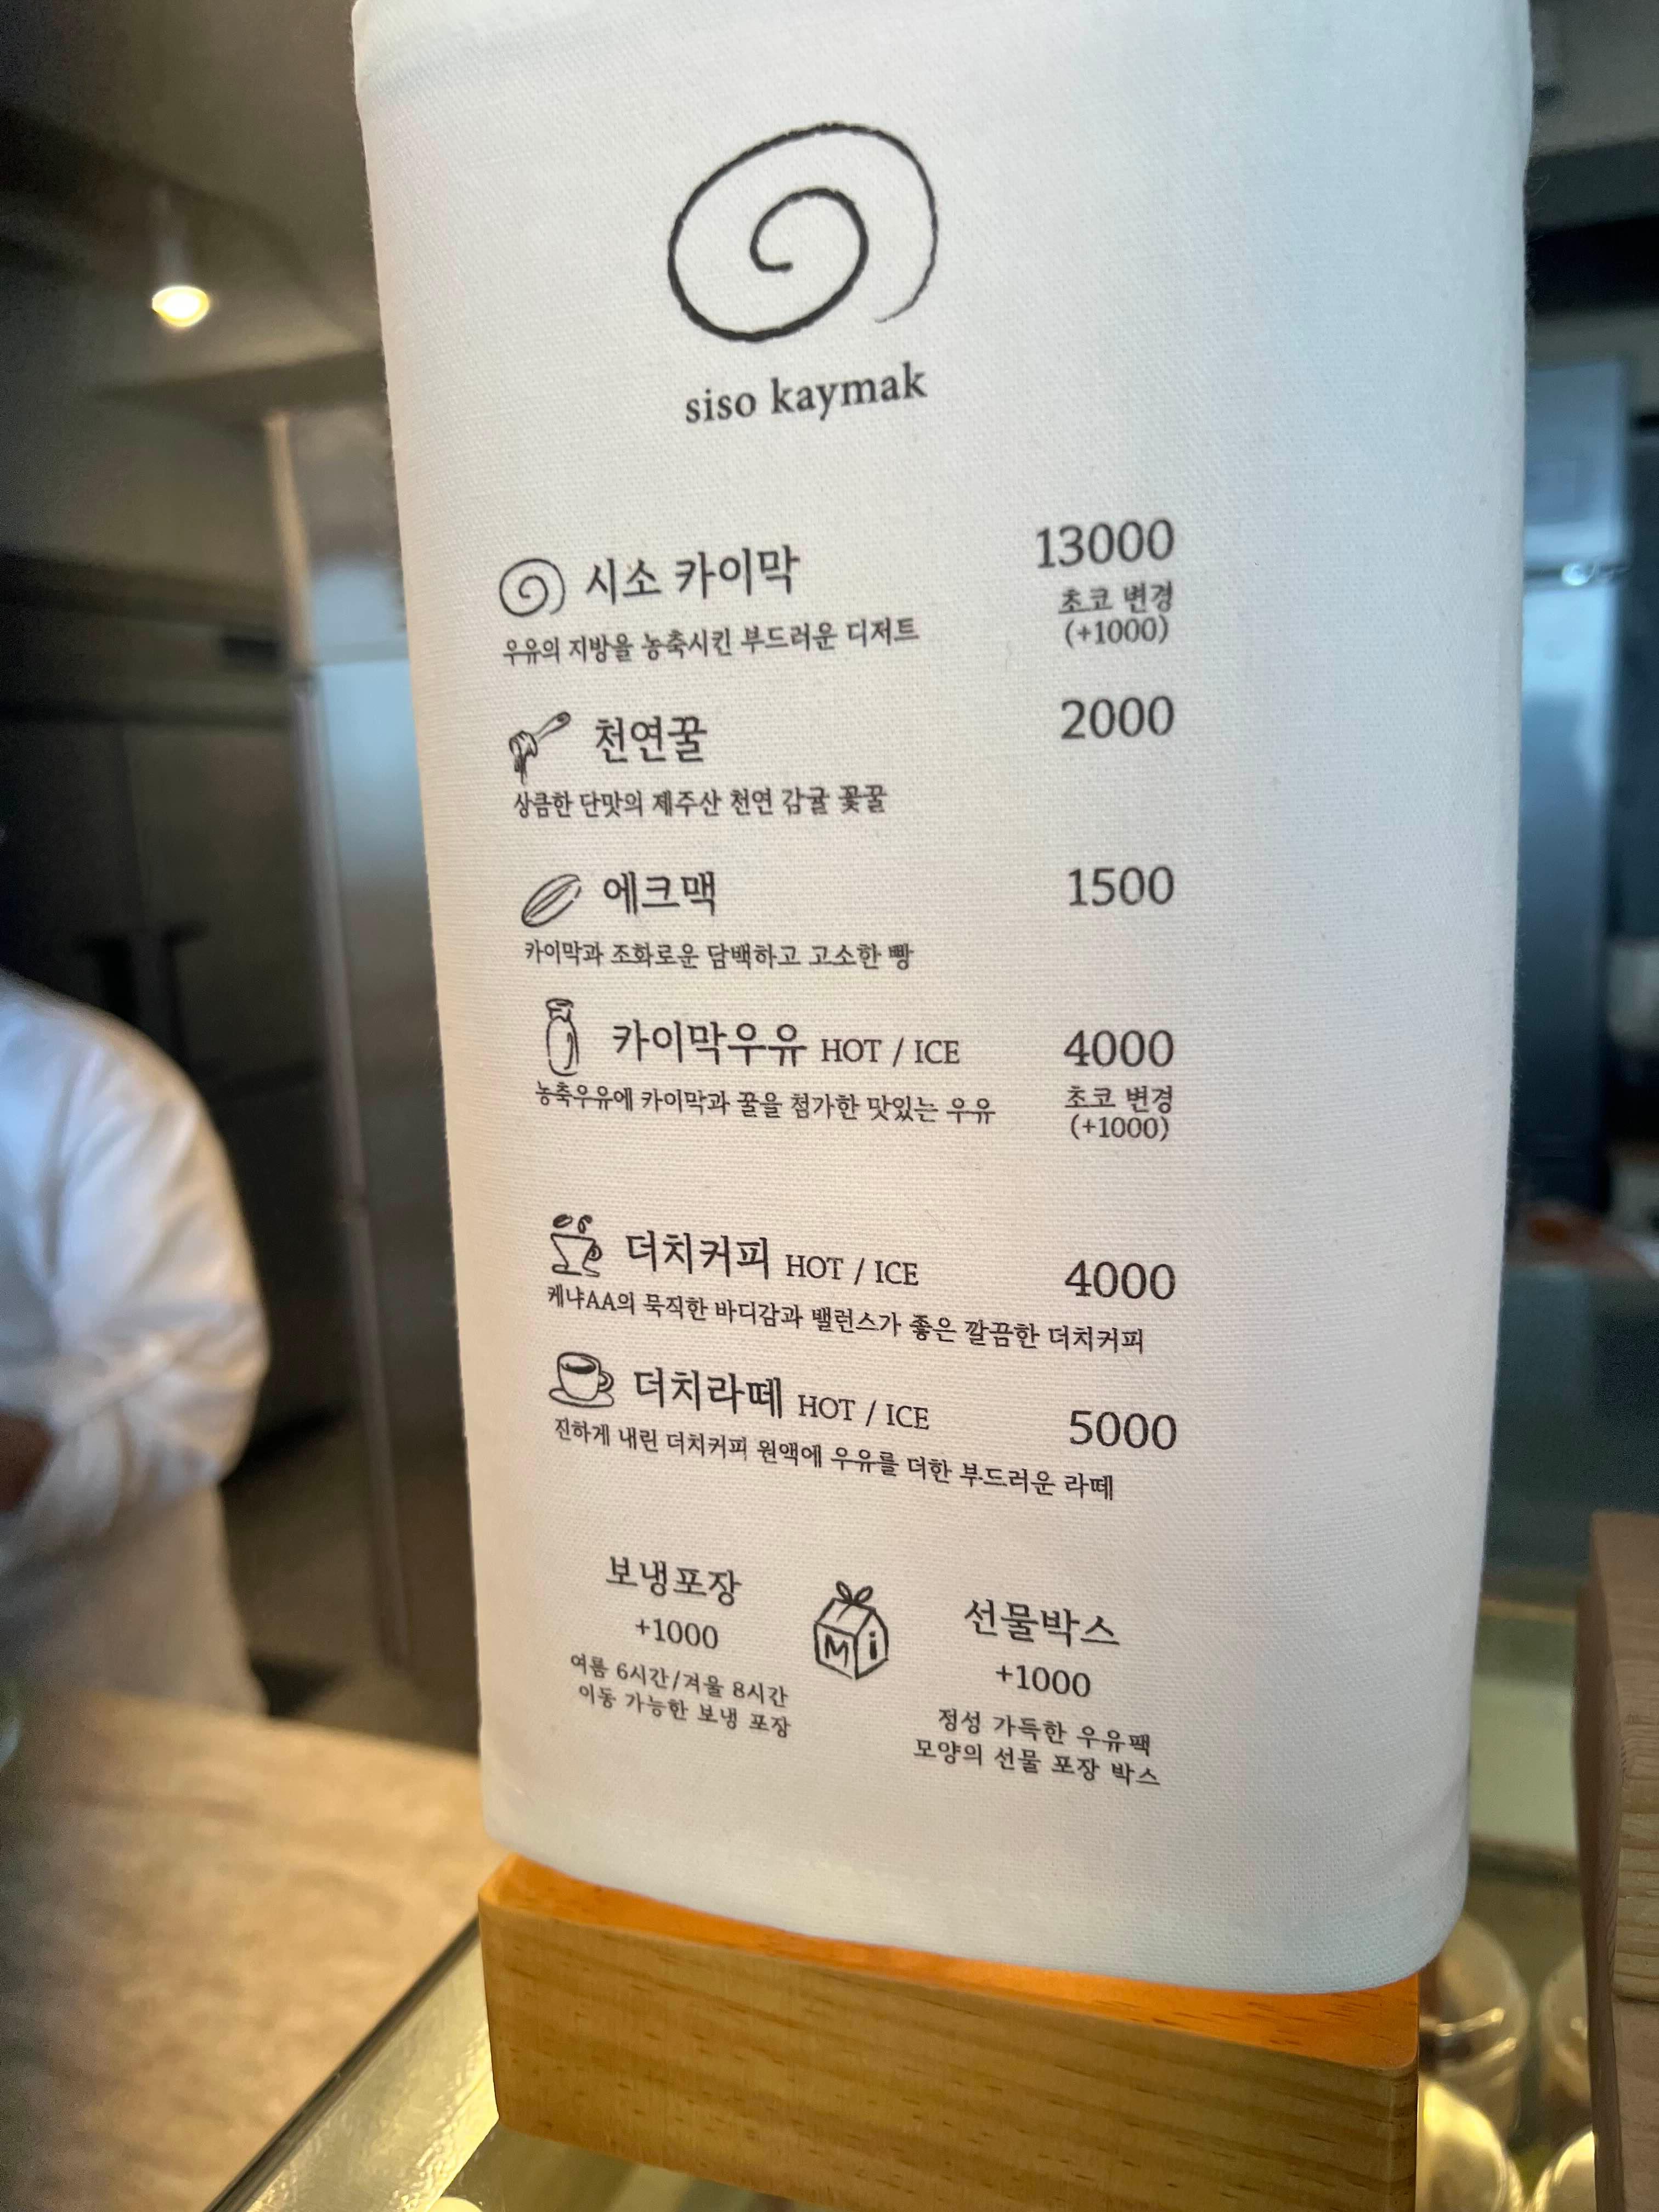 siso kaymak
시소 카이막 13000
초코 변경
(+1000)
우유의 지방을 농축시킨 부드러운 디저트
천연꿀 2000
상큼한 단맛의 제주산 천연 감귤 꽃꿀
에크맥 1500
카이막과 조화로운 담백하고 고소한 빵
카이막우유 HOT / ICE 4000
농축우유에 카이막과 꿀을 첨가한 맛있는 우유
초코 변경
(+1000)
더치커피 HOT / ICE 4000
케냐AA의 묵직한 바디감과 밸런스가 좋은 깔끔한 더치커피
더치라떼 HOT / ICE 5000
진하게 내린 더치커피 원액에 우유를 더한 부드러운 라떼
보냉포장
+1000
여름 6시간/겨울 8시간
이동 가능한 보냉 포장
Mi
선물박스
+1000
정성 가득한 우유팩
모양의 선물 포장 박스